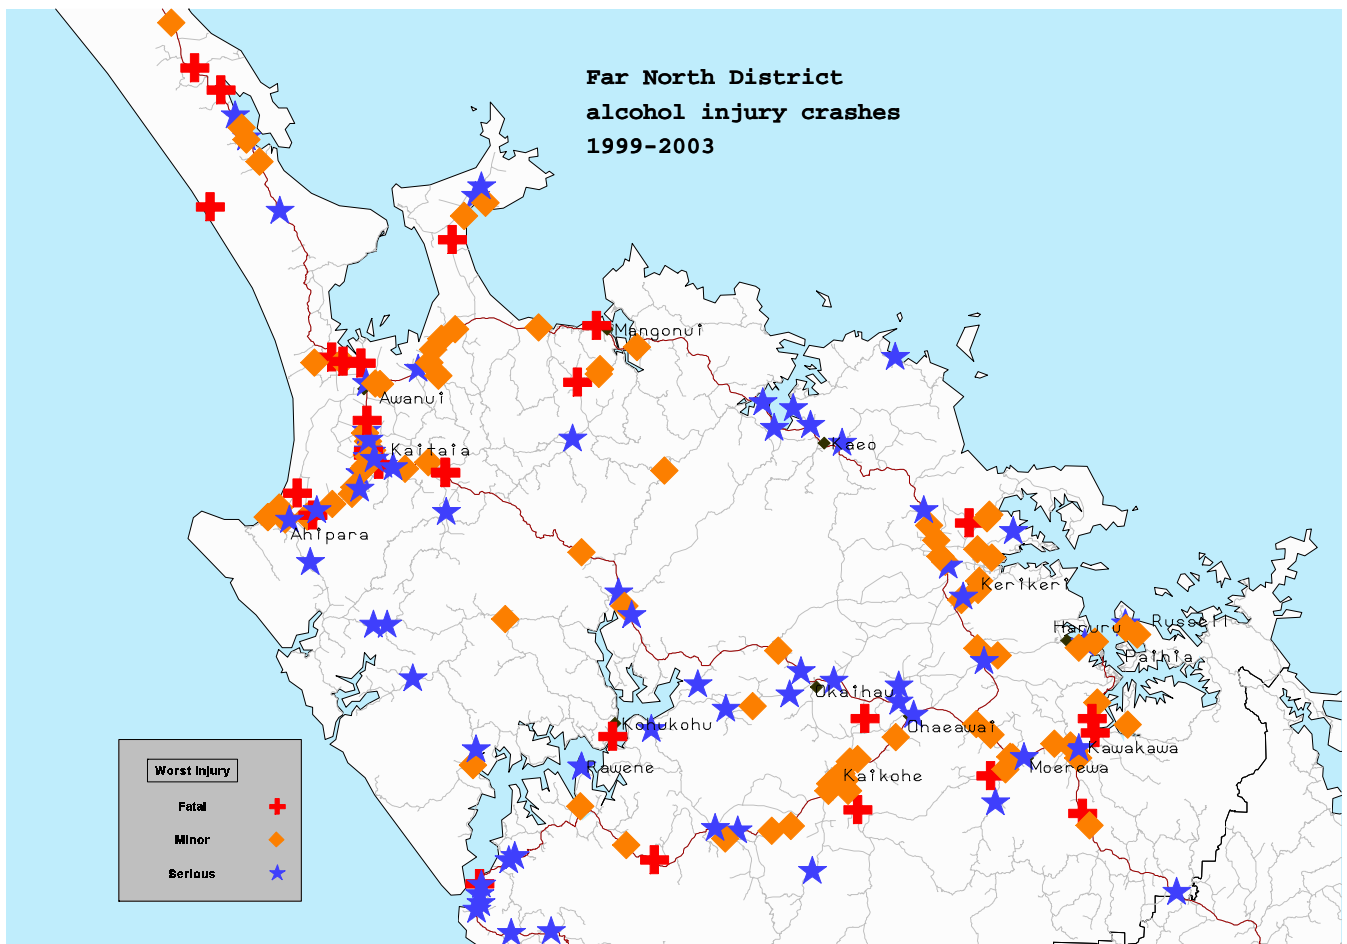 Far North District
alcohol injury crashes
1999-2003
Mangonui
Awanui
Kaeo
Kaitaia
Ahipara
Kerikeri
Russell
Haruru
Paihia
Okaihau
Kohukohu
Ohaeawai
Kawakawa
Rawene
Moerewa
Kaikohe
Worst Injury
Fatal
Minor
Serious